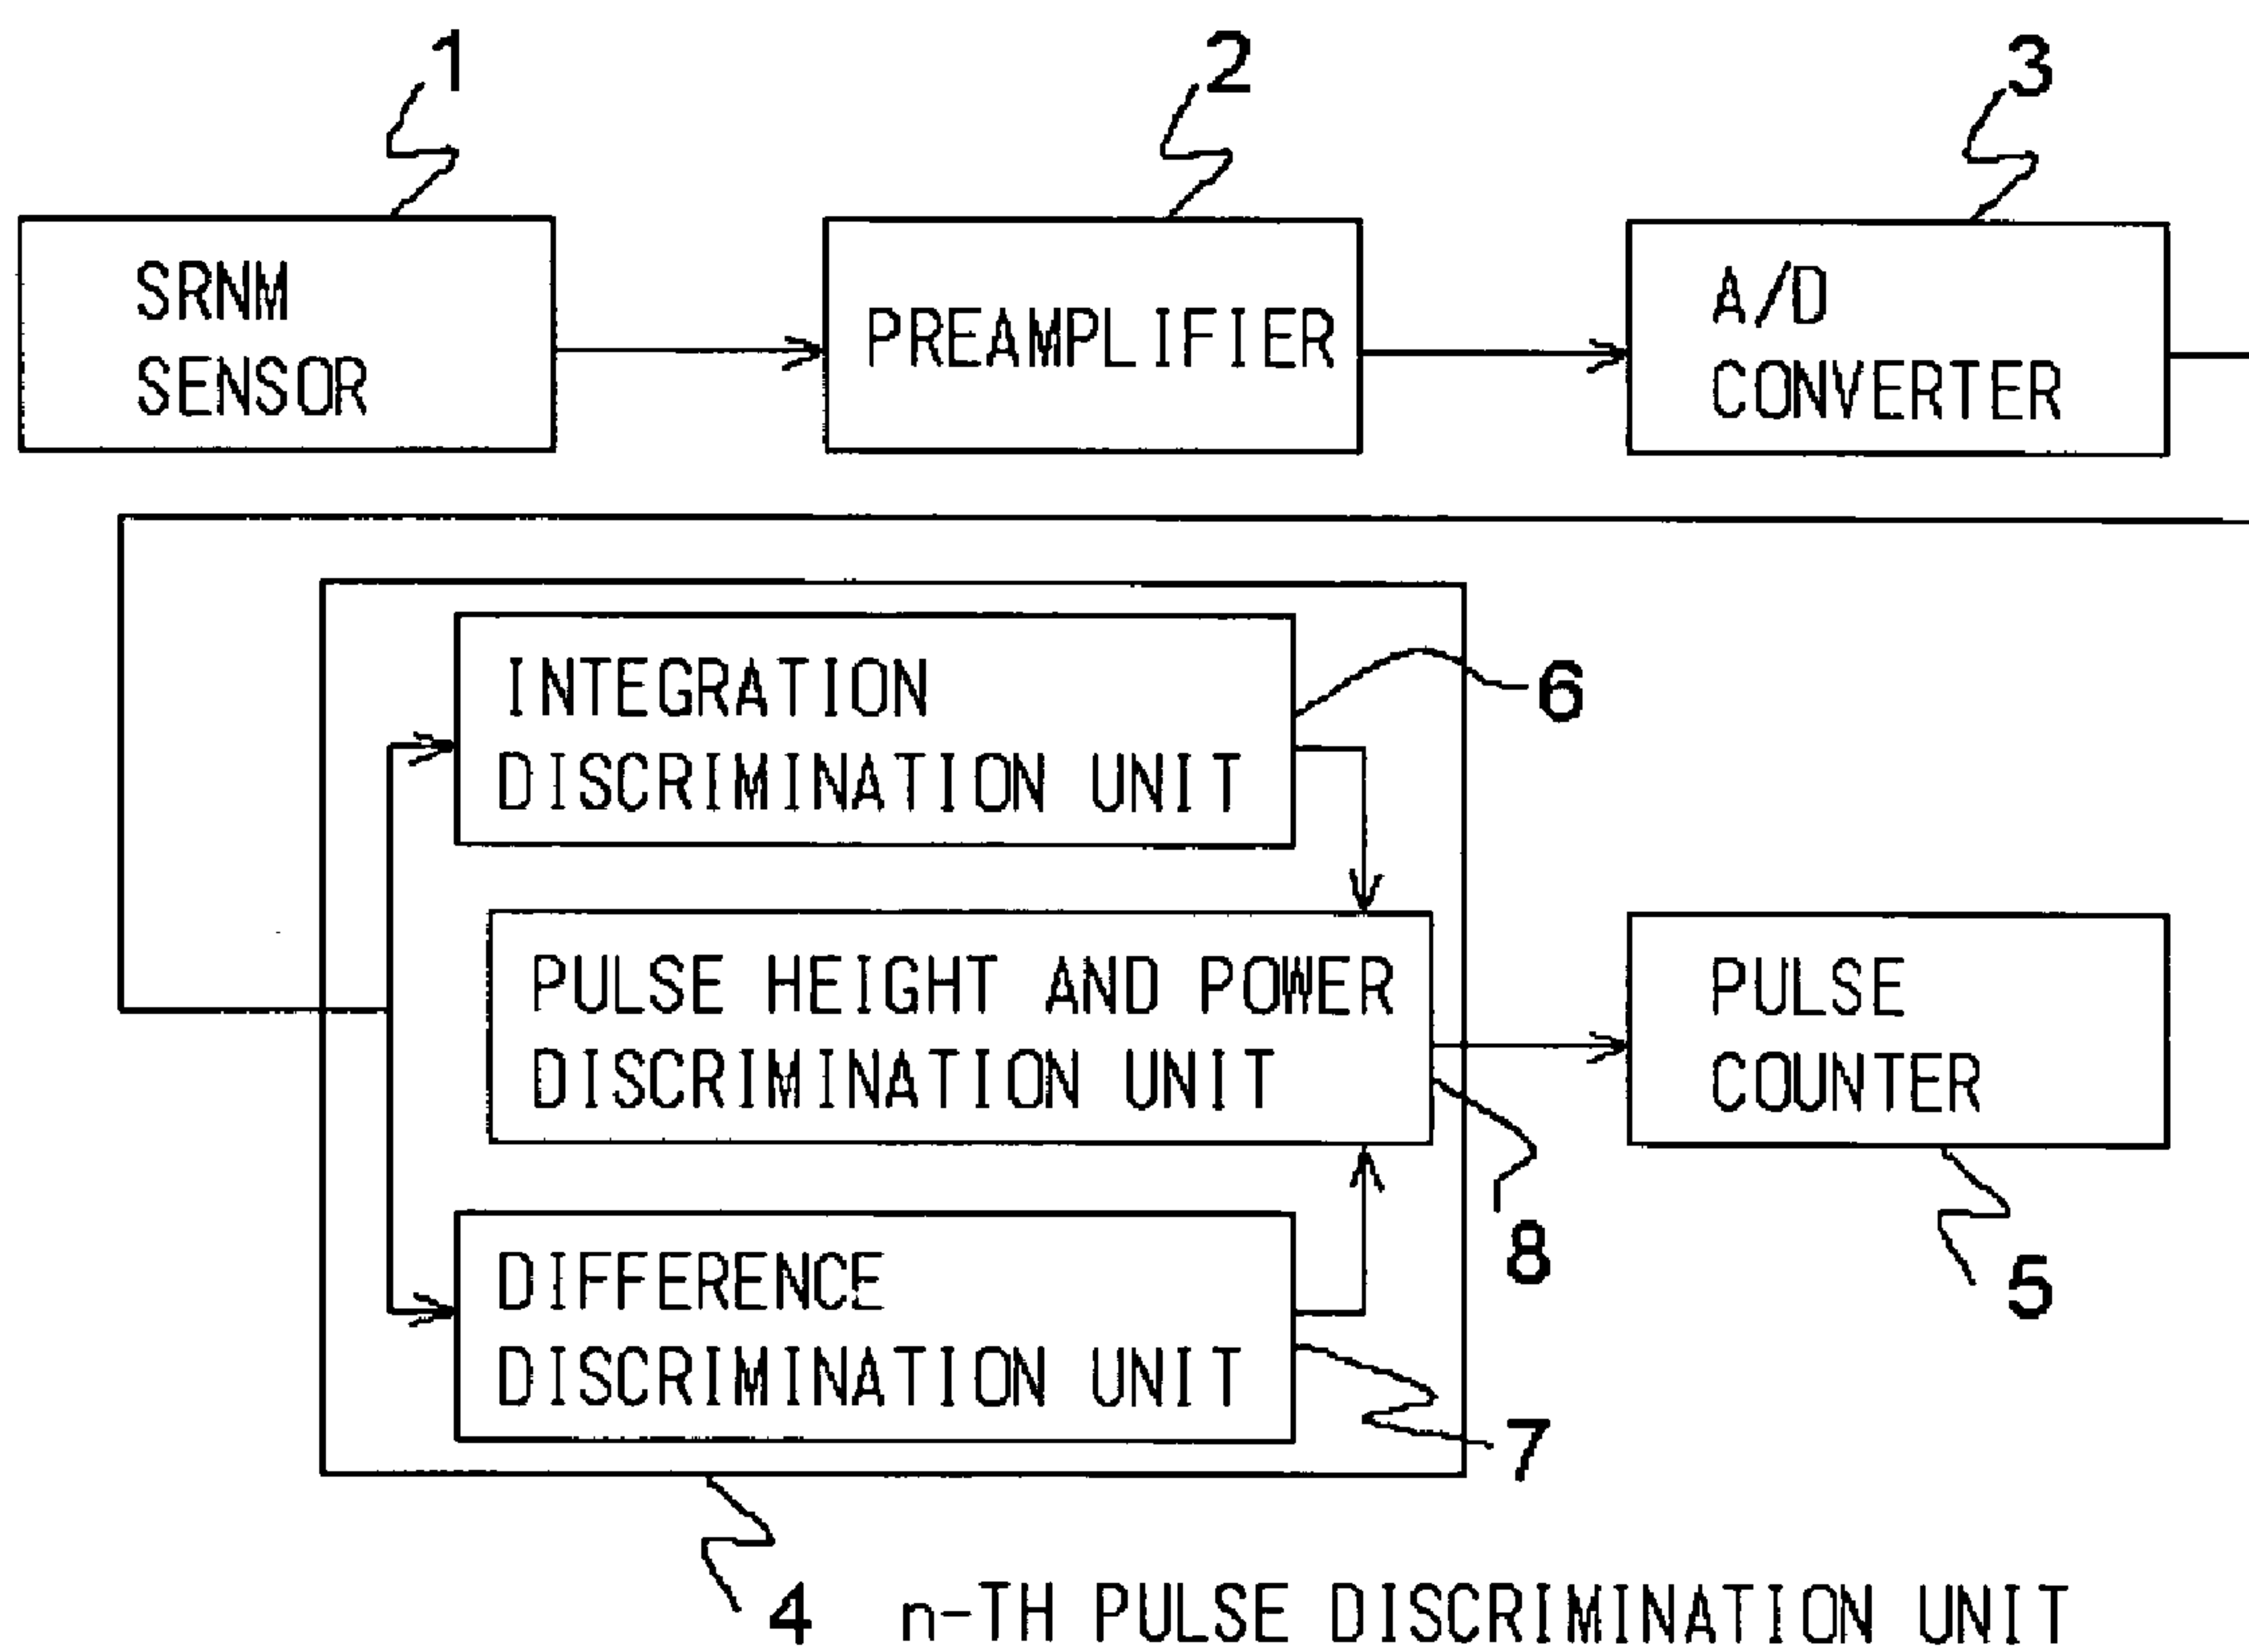 1
2
3
SRNM
SENSOR
PREAMPLIFIER
A/D
CONVERTER
INTEGRATION
DISCRIMINATION UNIT
6
PULSE HEIGHT AND POWER
DISCRIMINATION UNIT
PULSE
COUNTER
8
5
DIFFERENCE
DISCRIMINATION UNIT
7
4 n-TH PULSE DISCRIMINATION UNIT